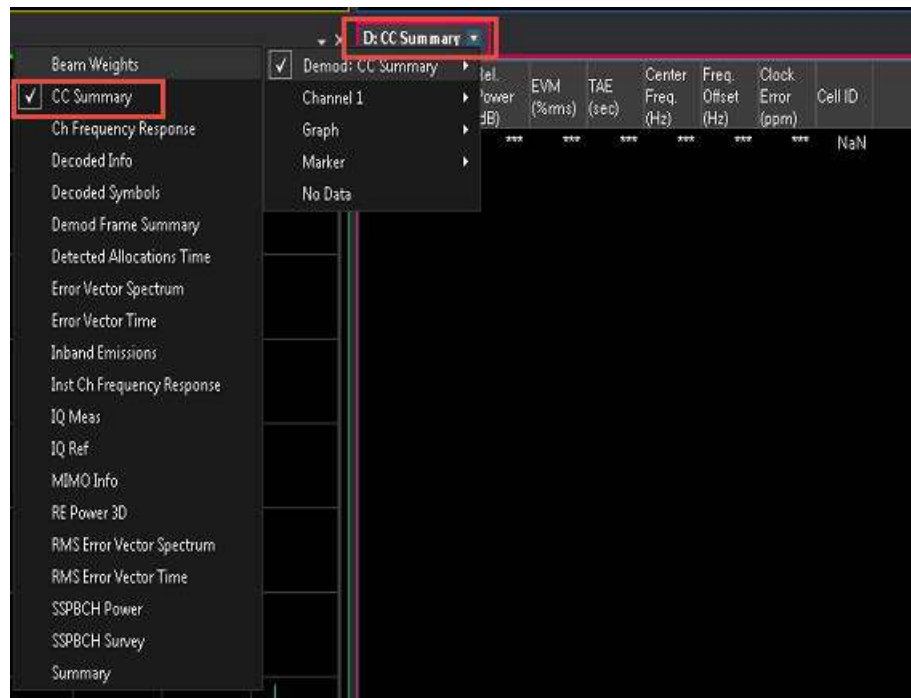 D: CC Summary
Beam Weights
CC Summary
Ch Frequency Response
Decoded Info
Decoded Symbols
Demod Frame Summary
Detected Allocations Time
Error Vector Spectrum
Error Vector Time
Inband Emissions
Inst Ch Frequency Response
IQ Meas
IQ Ref
MIMO Info
RE Power 3D
RMS Error Vector Spectrum
RMS Error Vector Time
SSPBCH Power
SSPBCH Survey
Summary
Demod: CC Summary
Channel 1
Graph
Marker
No Data
EVM
(%rms)
TAE
(sec)
Center
Freq.
(Hz)
Freq.
Offset
(Hz)
Clock
Error
(ppm)
Cell ID
*** *** *** *** *** *** NaN